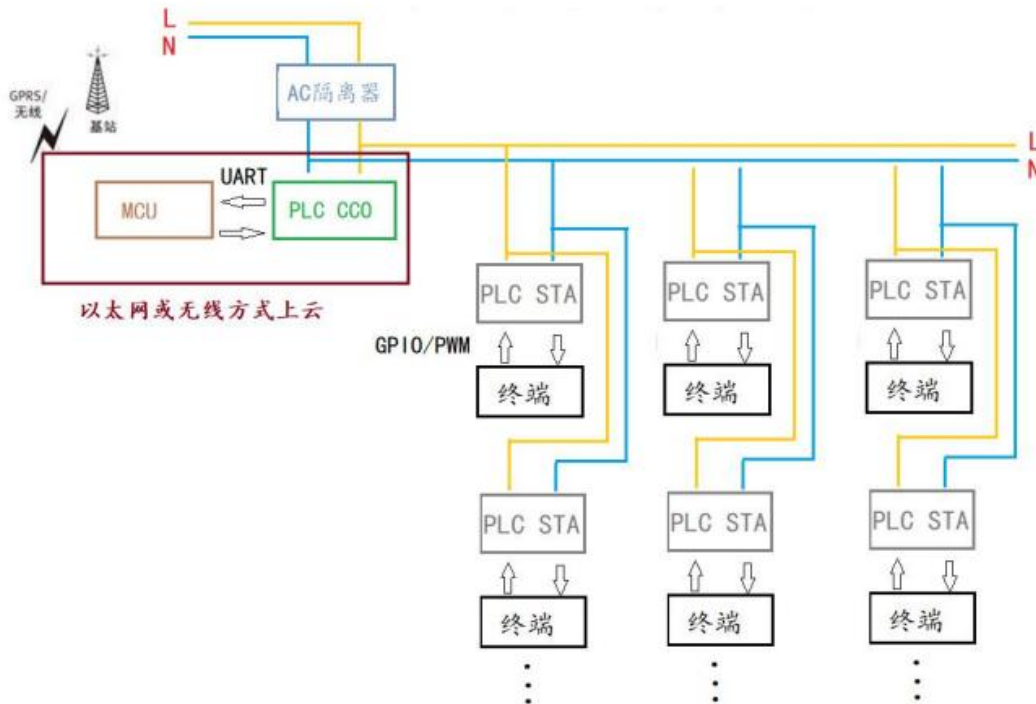 L
N
AC隔离器
GPRS/
无线
基站
L
N
UART
MCU
PLC CCO
以太网或无线方式上云
PLC STA
PLC STA
PLC STA
GPIO/PWM
终端
终端
终端
PLC STA
PLC STA
PLC STA
终端
终端
终端